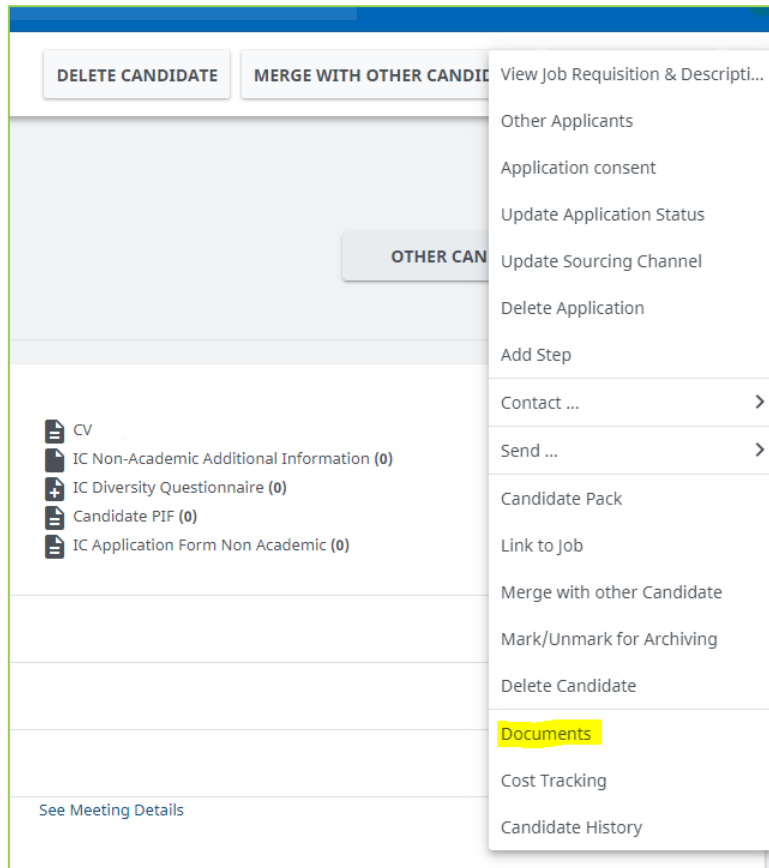 DELETE CANDIDATE
MERGE WITH OTHER CANDID
OTHER CAN
CV
IC Non-Academic Additional Information (0)
IC Diversity Questionnaire (0)
Candidate PIF (0)
IC Application Form Non Academic (0)
See Meeting Details
View Job Requisition & Descripti...
Other Applicants
Application consent
Update Application Status
Update Sourcing Channel
Delete Application
Add Step
Contact ...
Send ...
Candidate Pack
Link to Job
Merge with other Candidate
Mark/Unmark for Archiving
Delete Candidate
Documents
Cost Tracking
Candidate History